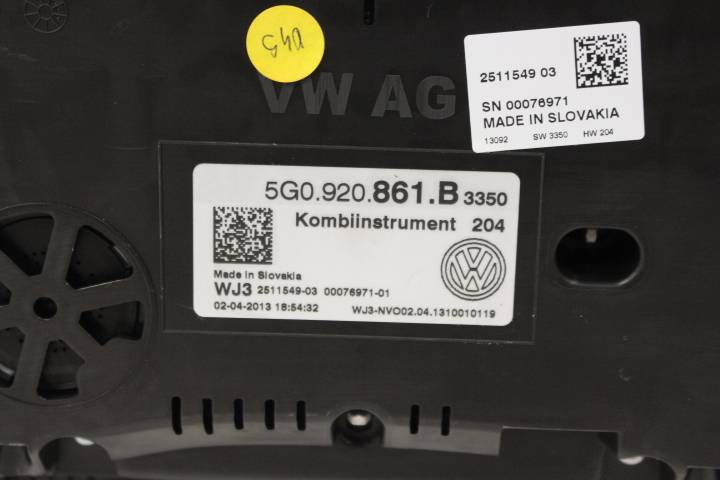 VW AG
2511549 03
SN 00076971
MADE IN SLOVAKIA
13092 SW 3350 HW 204
5G0.920.861.B 3350
Kombiinstrument 204
Made in Slovakia
WJ3 2511549-03 00076971-01
02-04-2013 18:54:32 WJ3-NVO02.04.1310010119